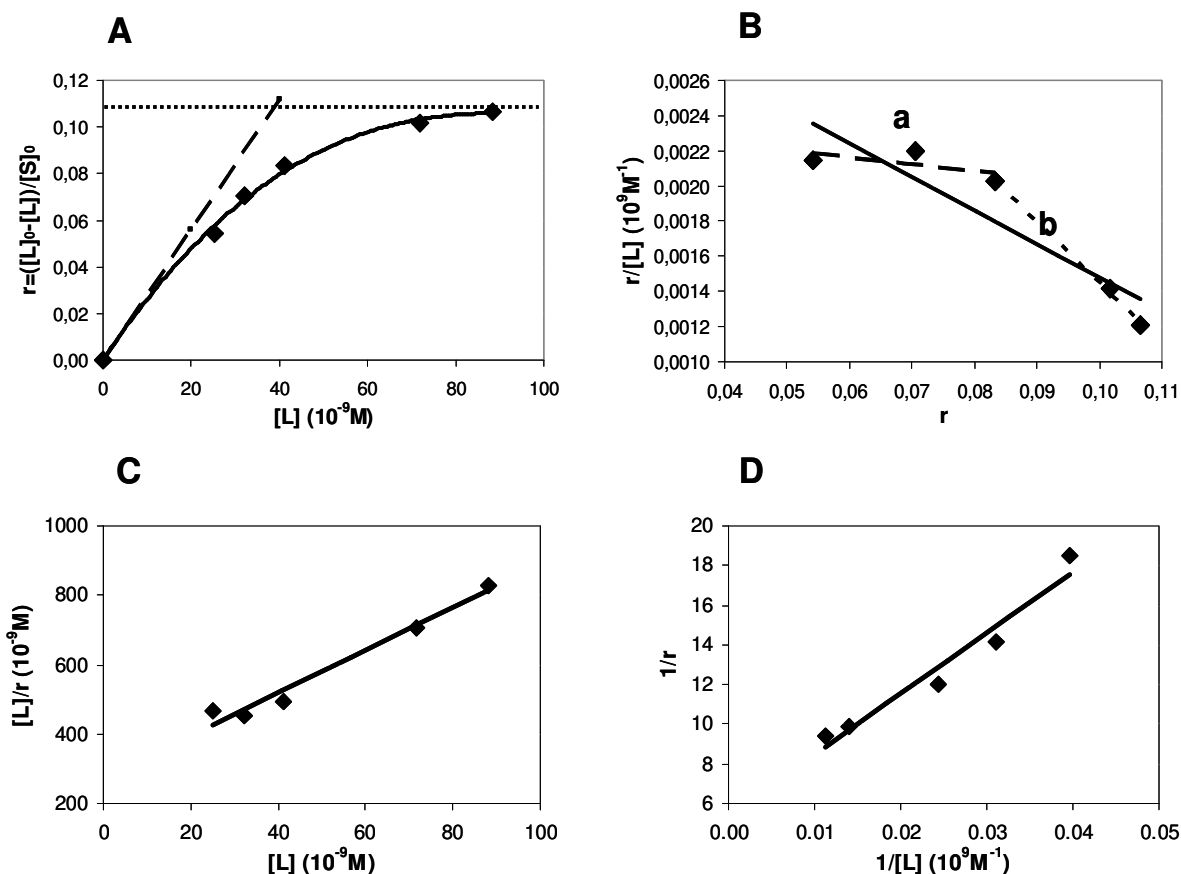 A
0,12
0,10
0,08
0,06
0,04
0,02
0,00
0 20 40 60 80 100
r=([L]0-[L])/[S]0
[L] (10-9M)
B
0,0026
0,0024
0,0022
0,0020
0,0018
0,0016
0,0014
0,0012
0,0010
0,04 0,05 0,06 0,07 0,08 0,09 0,10 0,11
r/[L] (109M-1)
r
a
b
C
1000
800
600
400
200
0 20 40 60 80 100
[L]/r (10-9M)
[L] (10-9M)
D
20
18
16
14
12
10
8
6
0.00 0.01 0.02 0.03 0.04 0.05
1/r
1/[L] (109M-1)